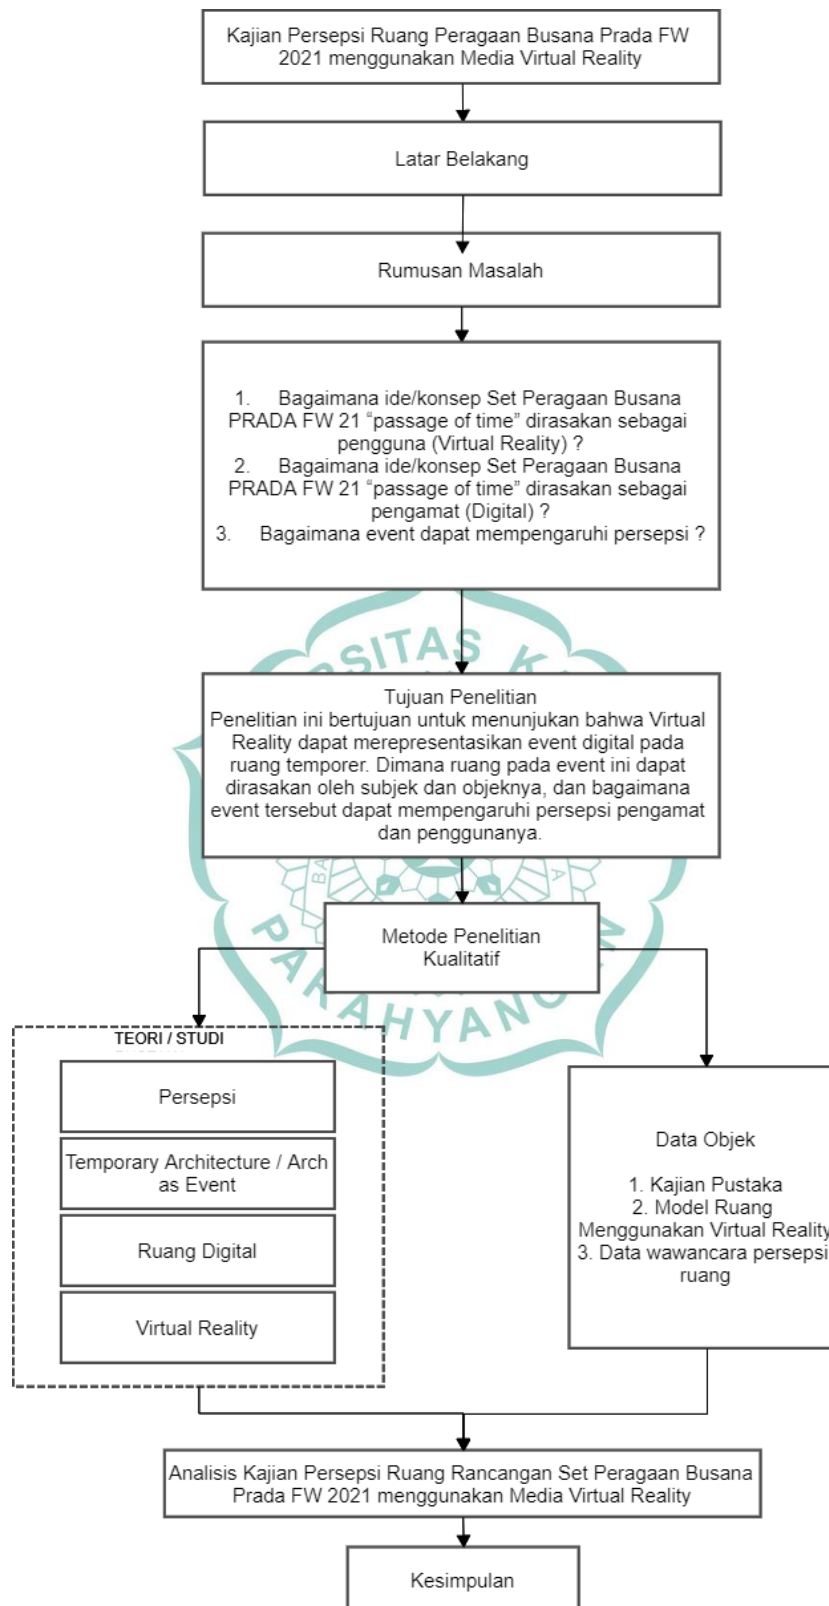 Kajian Persepsi Ruang Peragaan Busana Prada FW
2021 menggunakan Media Virtual Reality
Latar Belakang
Rumusan Masalah
1. Bagaimana ide/konsep Set Peragaan Busana
PRADA FW 21 “passage of time” dirasakan sebagai
pengguna (Virtual Reality) ?
2. Bagaimana ide/konsep Set Peragaan Busana
PRADA FW 21 “passage of time” dirasakan sebagai
pengamat (Digital) ?
3. Bagaimana event dapat mempengaruhi persepsi ?
Tujuan Penelitian
Penelitian ini bertujuan untuk menunjukan bahwa Virtual
Reality dapat merepresentasikan event digital pada
ruang temporer. Dimana ruang pada event ini dapat
dirasakan oleh subjek dan objeknya, dan bagaimana
event tersebut dapat mempengaruhi persepsi pengamat
dan penggunanya.
Metode Penelitian
Kualitatif
TEORI / STUDI
Persepsi
Temporary Architecture / Arch
as Event
Ruang Digital
Virtual Reality
Data Objek
1. Kajian Pustaka
2. Model Ruang
Menggunakan Virtual Reality
3. Data wawancara persepsi
ruang
Analisis Kajian Persepsi Ruang Rancangan Set Peragaan Busana
Prada FW 2021 menggunakan Media Virtual Reality
Kesimpulan